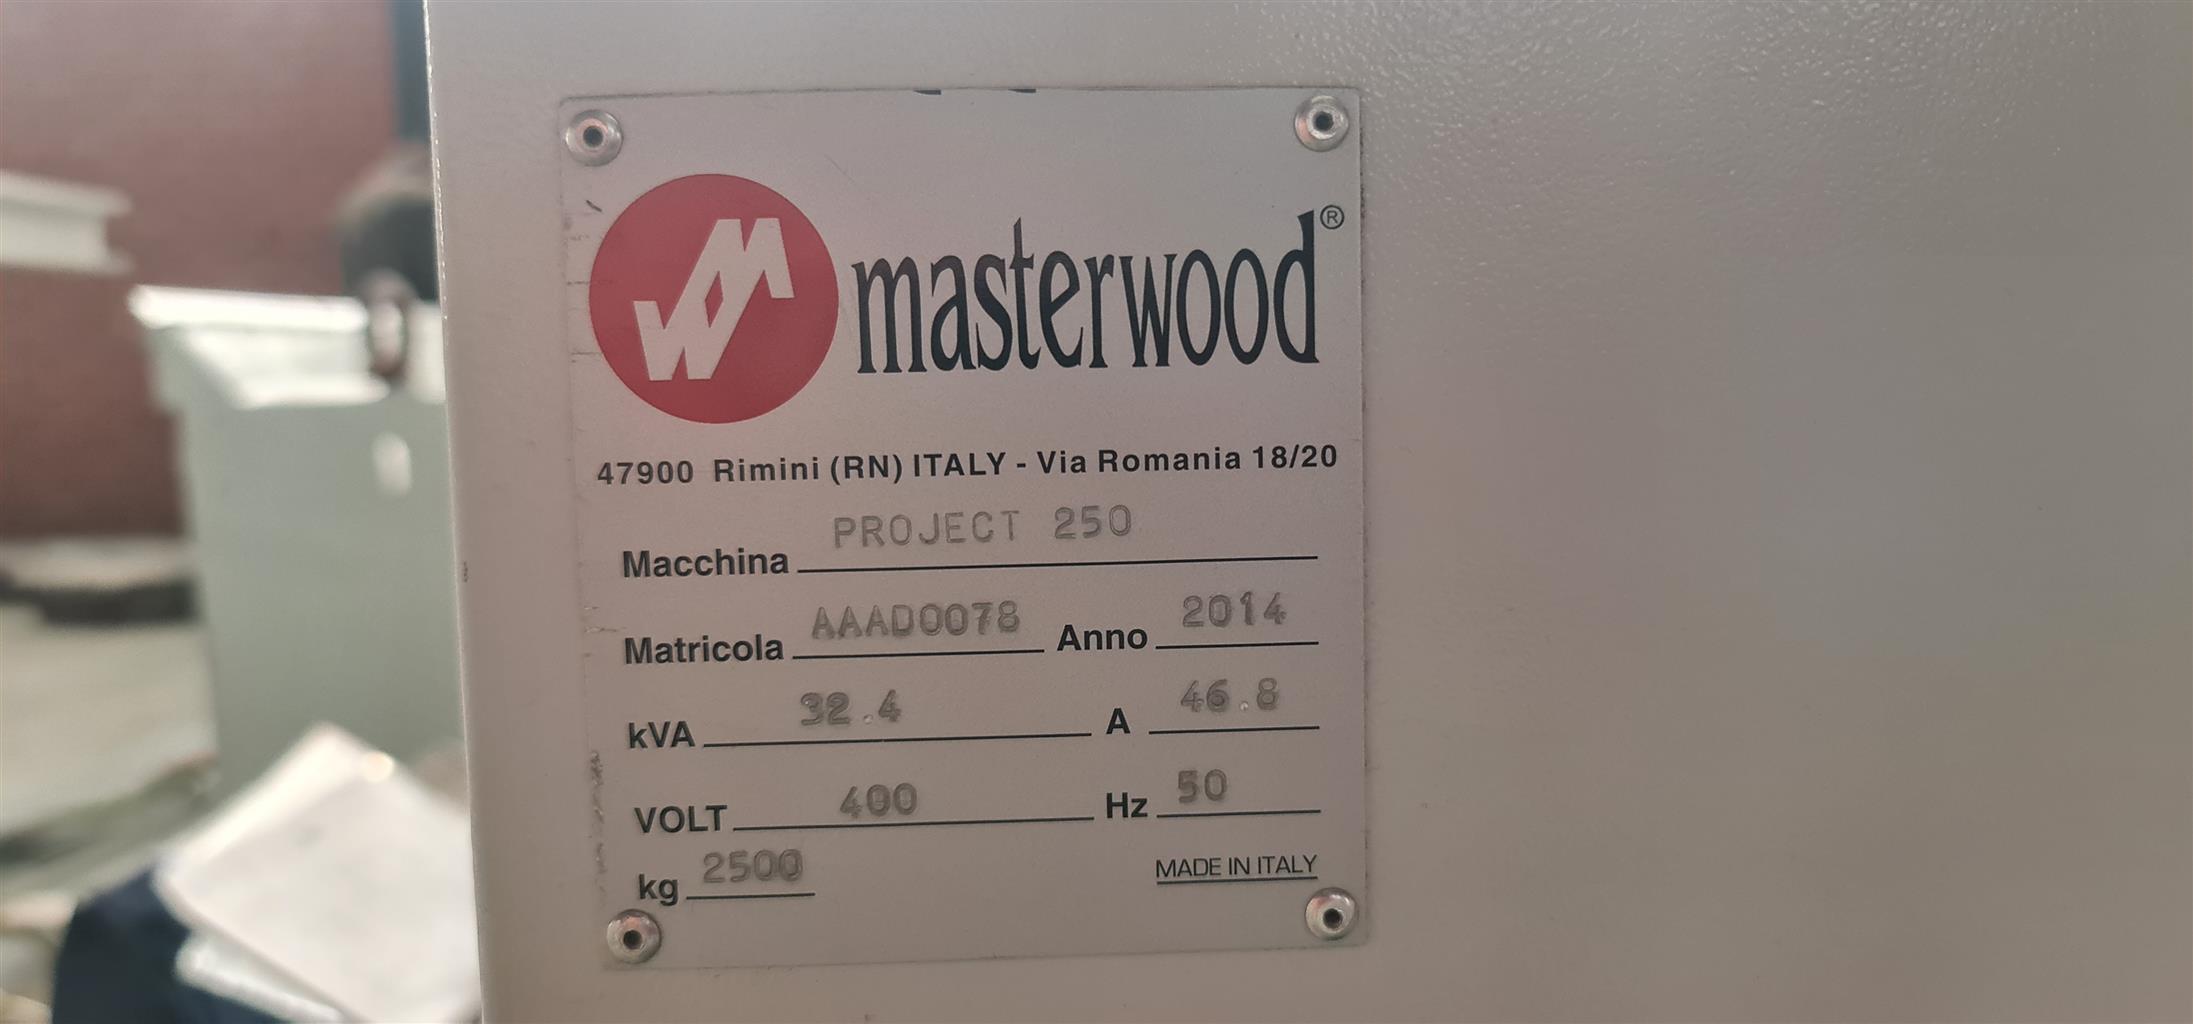 masterwood®
47900 Rimini (RN) ITALY - Via Romania 18/20
Macchina PROJECT 250
Matricola AAAD0078 Anno 2014
kVA 32.4 A 46.8
VOLT 400 Hz 50
kg 2500 MADE IN ITALY